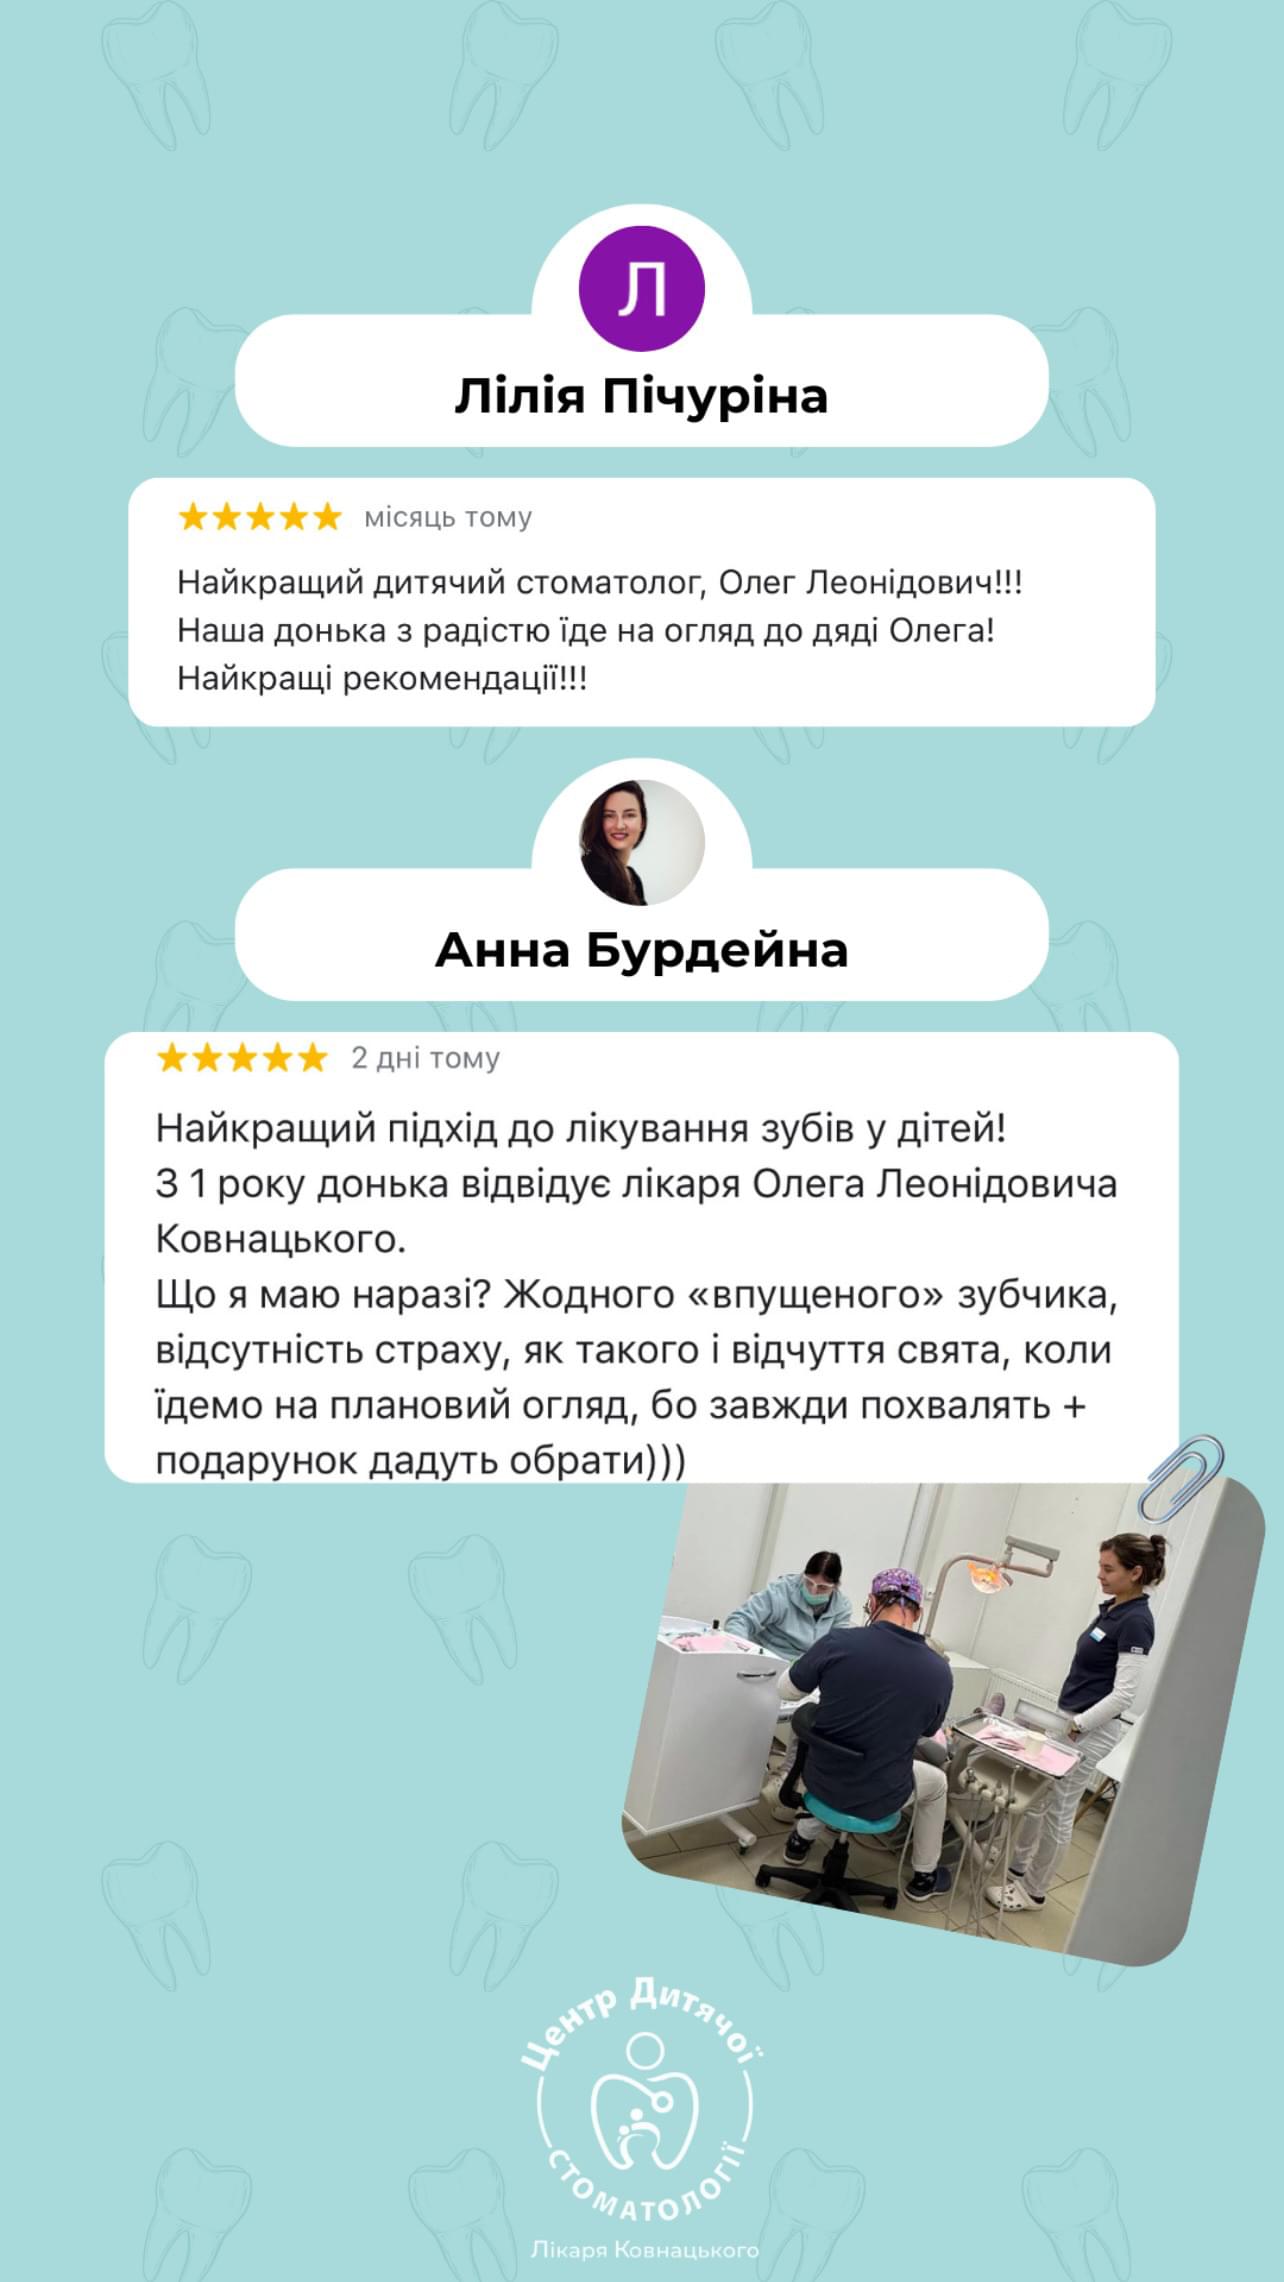 Л
Лілія Пічуріна
місяць тому
Найкращий дитячий стоматолог, Олег Леонідович!!!
Наша донька з радістю їде на огляд до дяді Олега!
Найкращі рекомендації!!!
Анна Бурдейна
2 дні тому
Найкращий підхід до лікування зубів у дітей!
З 1 року донька відвідує лікаря Олега Леонідовича
Ковнацького.
Що я маю наразі? Жодного «впущеного» зубчика,
відсутність страху, як такого і відчуття свята, коли
їдемо на плановий огляд, бо завжди похвалять +
подарунок дадуть обрати)))
Центр Дитячої
СТОМАТОЛОГІЇ
Лікаря Ковнацького